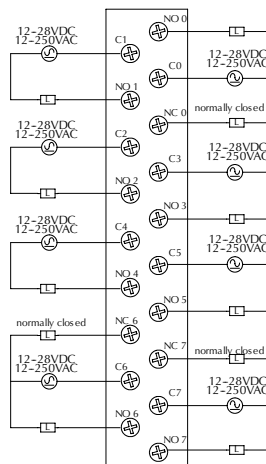 NO 0
12-28VDC
12-250VAC
C1
L
12-28VDC
12-250VAC
C0
NO 1
L
normally closed
NC 0
L
12-28VDC
12-250VAC
C2
12-28VDC
12-250VAC
C3
NO 2
L
NO 3
L
12-28VDC
12-250VAC
C4
12-28VDC
12-250VAC
C5
NO 4
L
NO 5
L
normally closed
L
NC 6
NC 7
normally closed
L
12-28VDC
12-250VAC
C6
12-28VDC
12-250VAC
C7
NO 6
L
NO 7
L